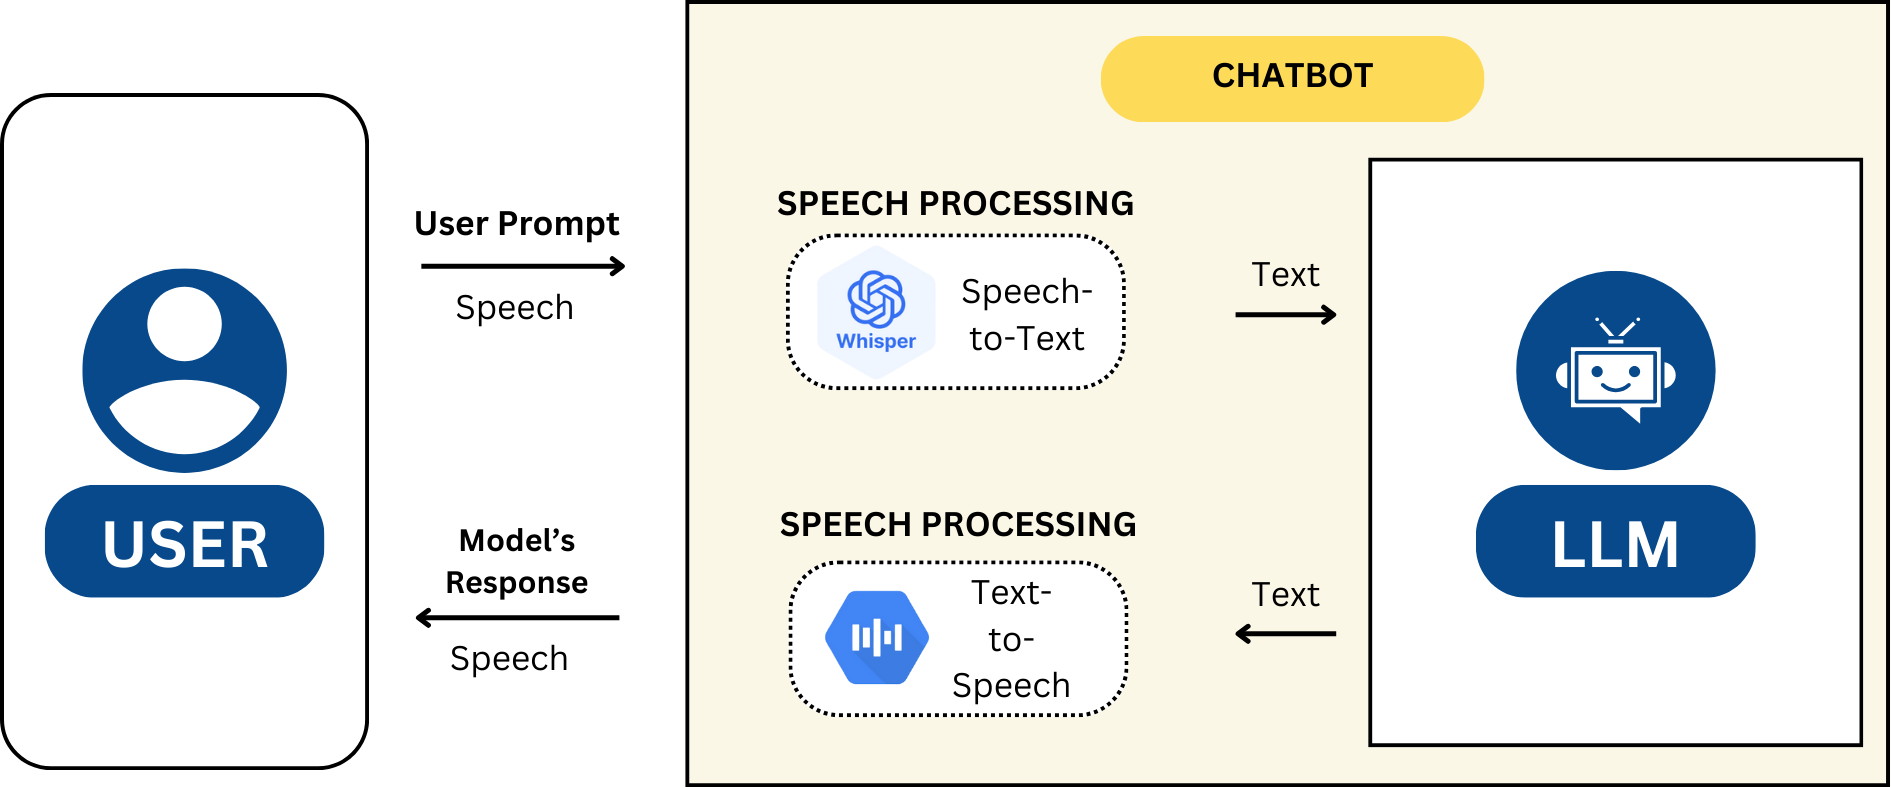 CHATBOT
SPEECH PROCESSING
User Prompt
Speech
Whisper
Speech-
to-Text
Text
USER
Model’s
Response
Speech
SPEECH PROCESSING
Text-
to-
Speech
Text
LLM